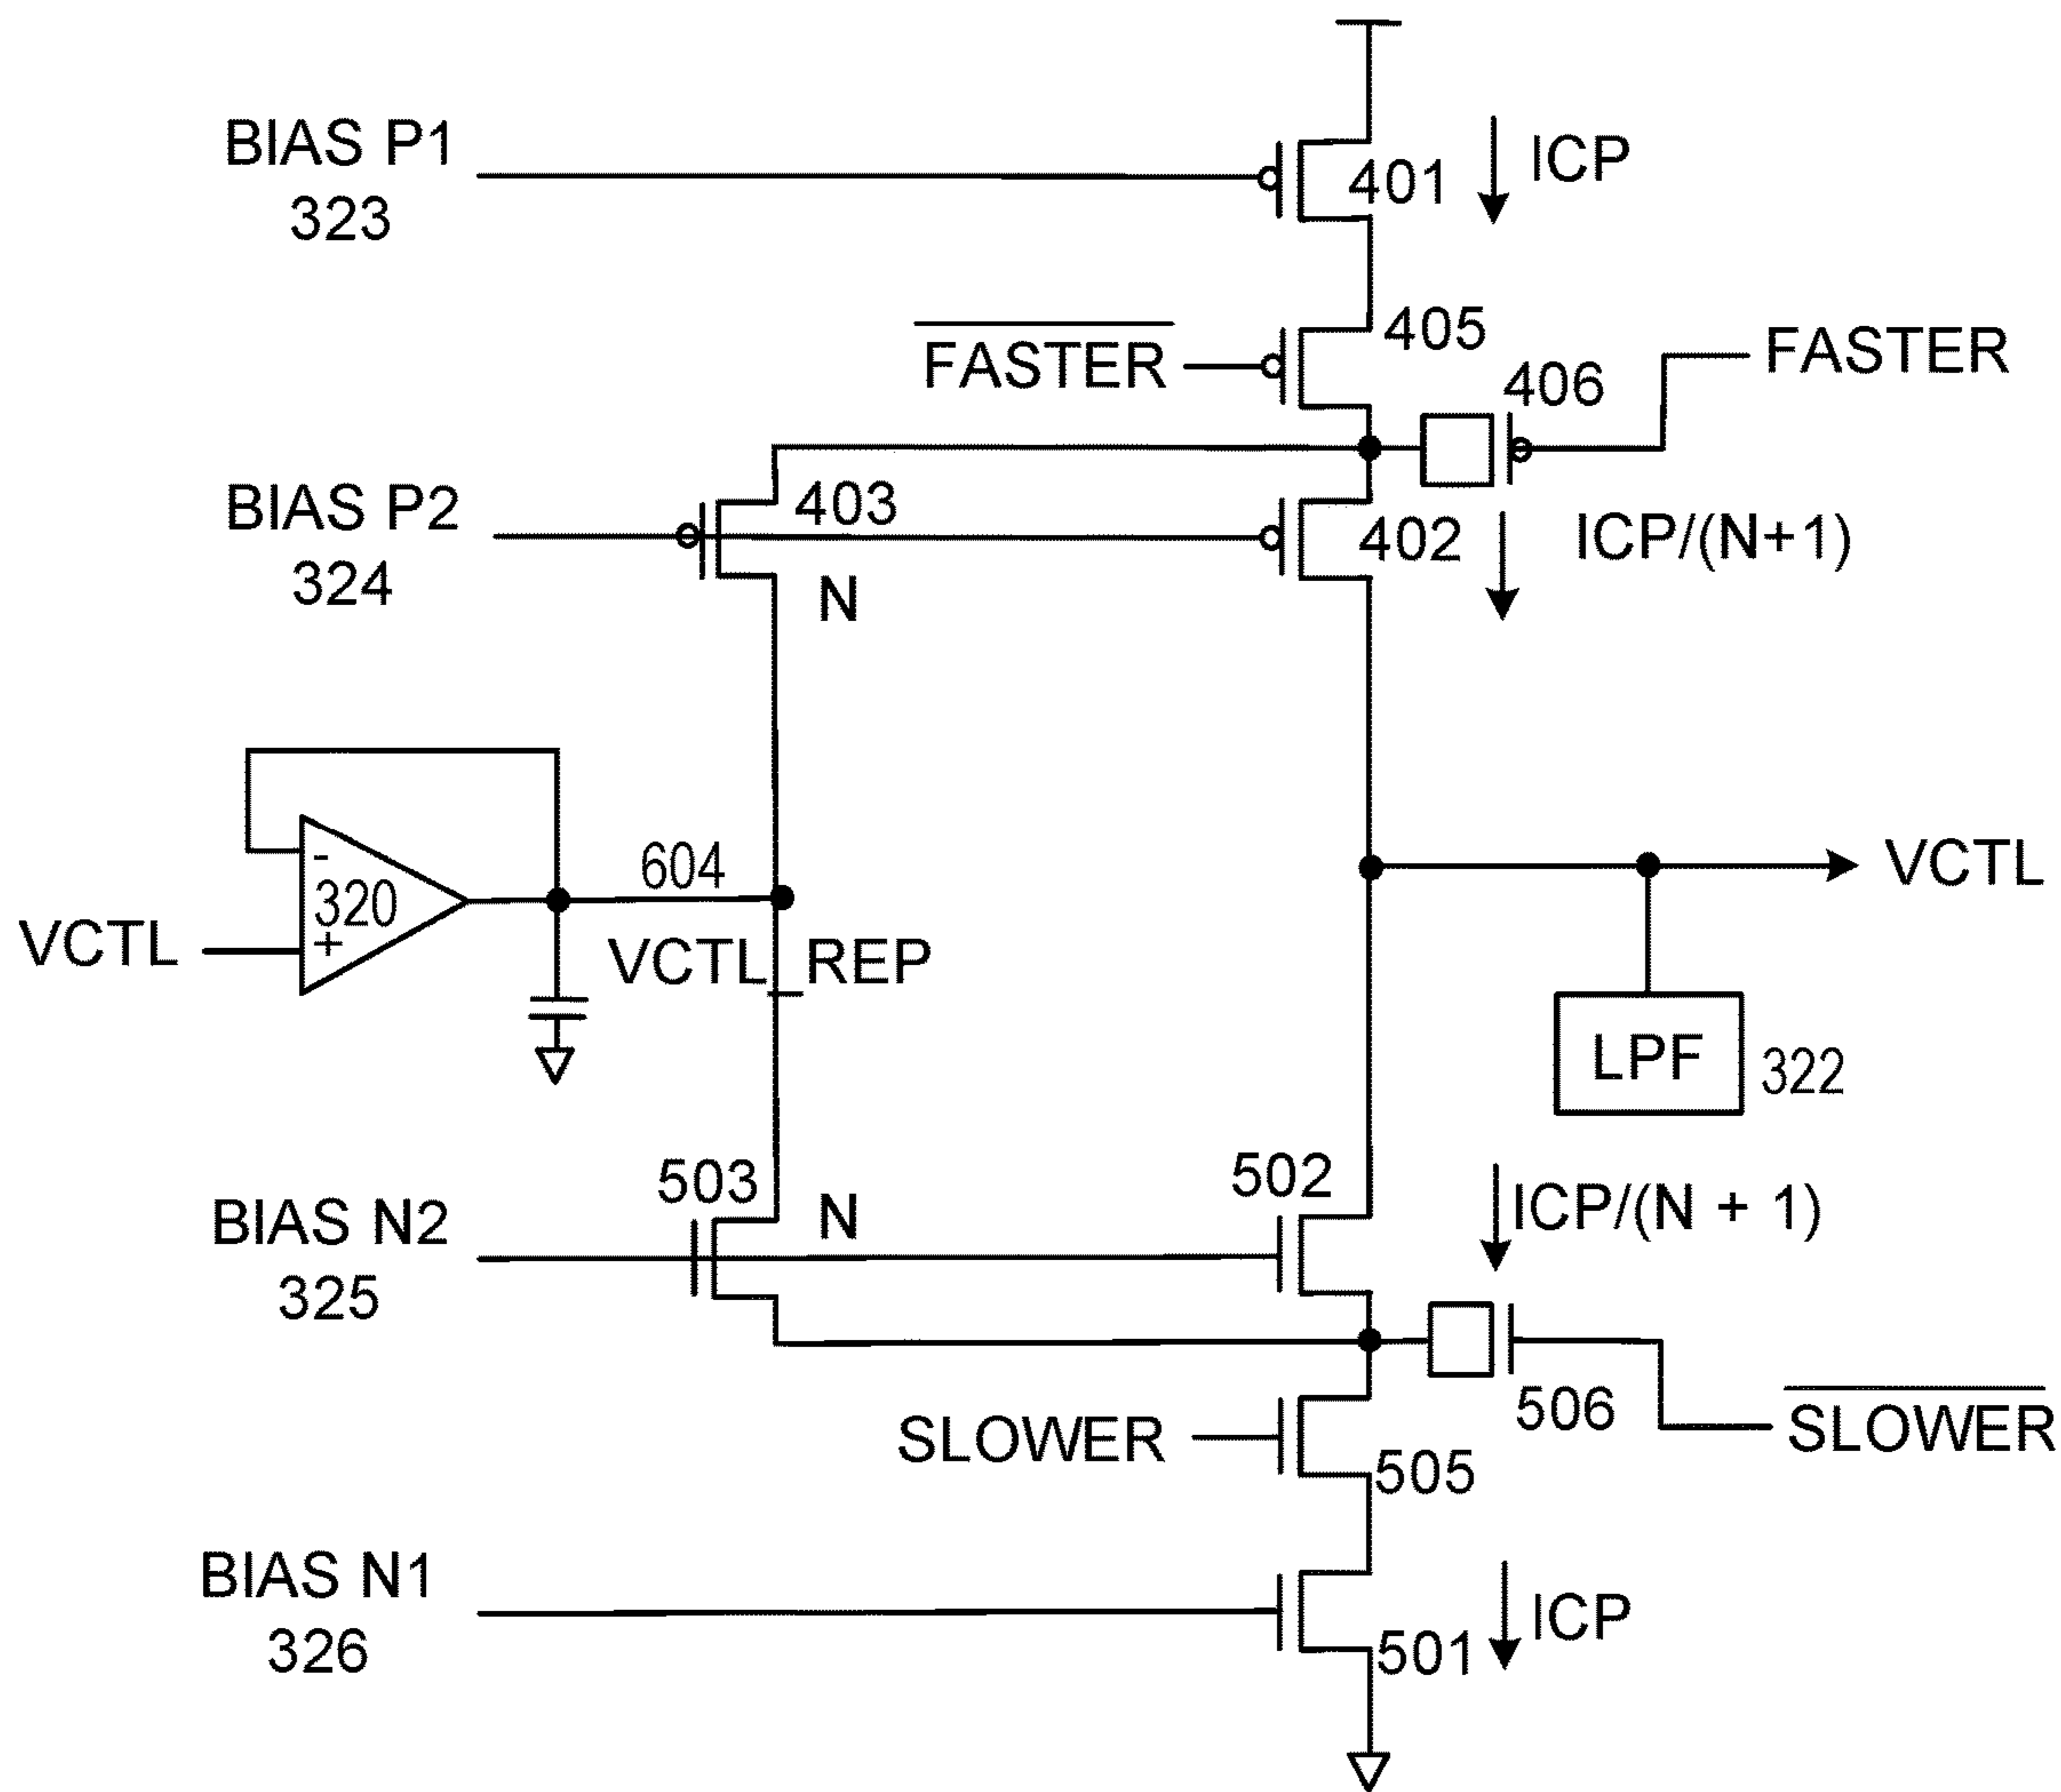 BIAS P1
323
401
ICP
FASTER
405
406
FASTER
BIAS P2
324
403
N
402
ICP/(N+1)
-
320
+
VCTL
604
VCTL_REP
VCTL
LPF
322
BIAS N2
325
503
N
502
ICP/(N + 1)
SLOWER
505
506
SLOWER
BIAS N1
326
501
ICP